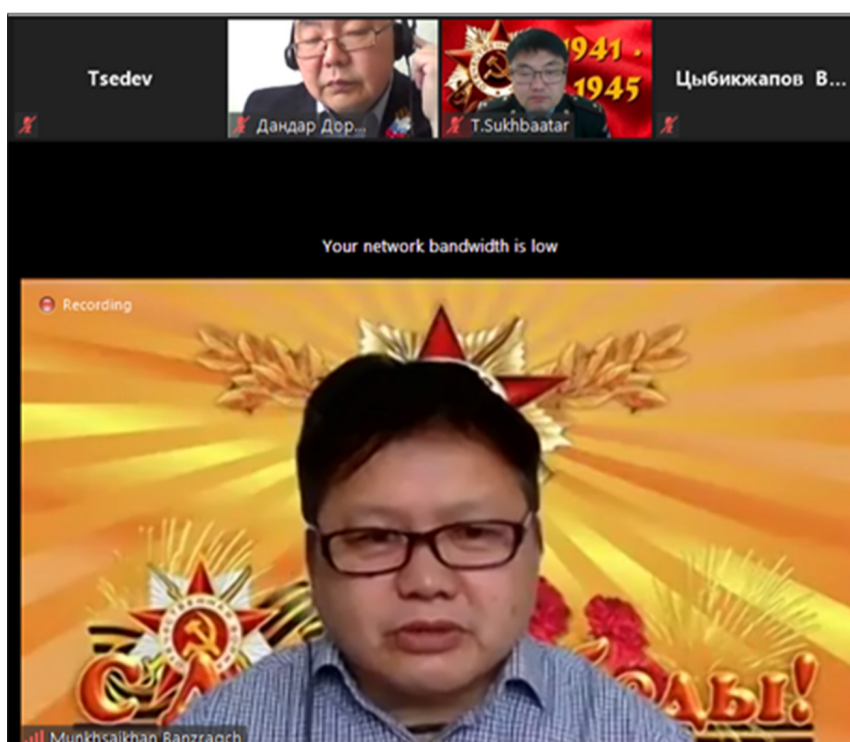 Tsedev
Дандар Дор...
1941 -
1945
T.Sukhbaatar
Цыбикжапов В...
Your network bandwidth is low
Recording
Munkhsaikhan Banzragch